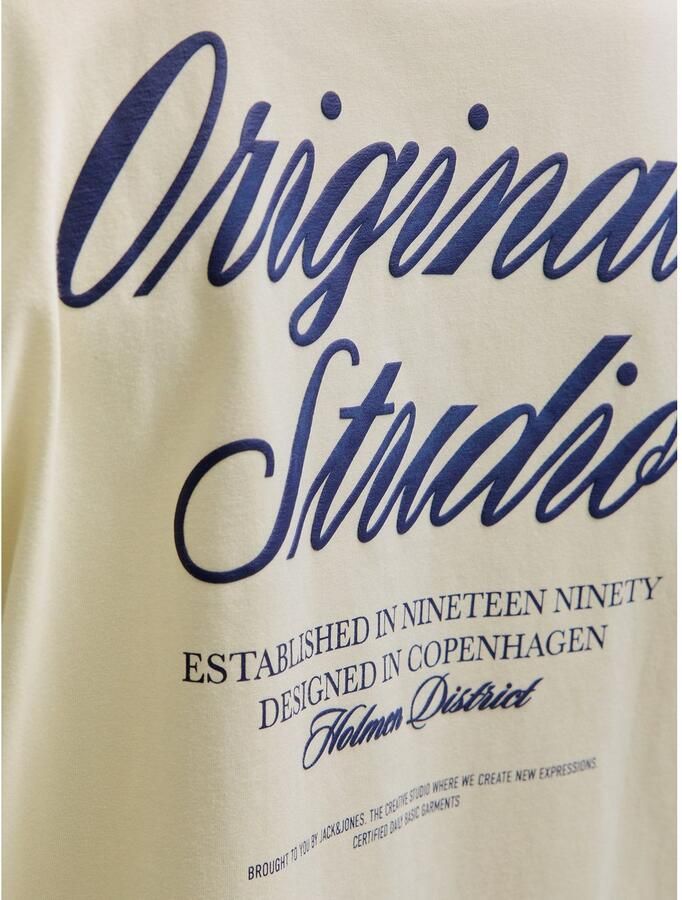 Original
Studio
ESTABLISHED IN NINETEEN NINETY
DESIGNED IN COPENHAGEN
Holmen District
BROUGHT TO YOU BY JACK&JONES. THE CREATIVE STUDIO WHERE WE CREATE NEW EXPRESSIONS.
CERTIFIED DAILY BASIC GARMENTS